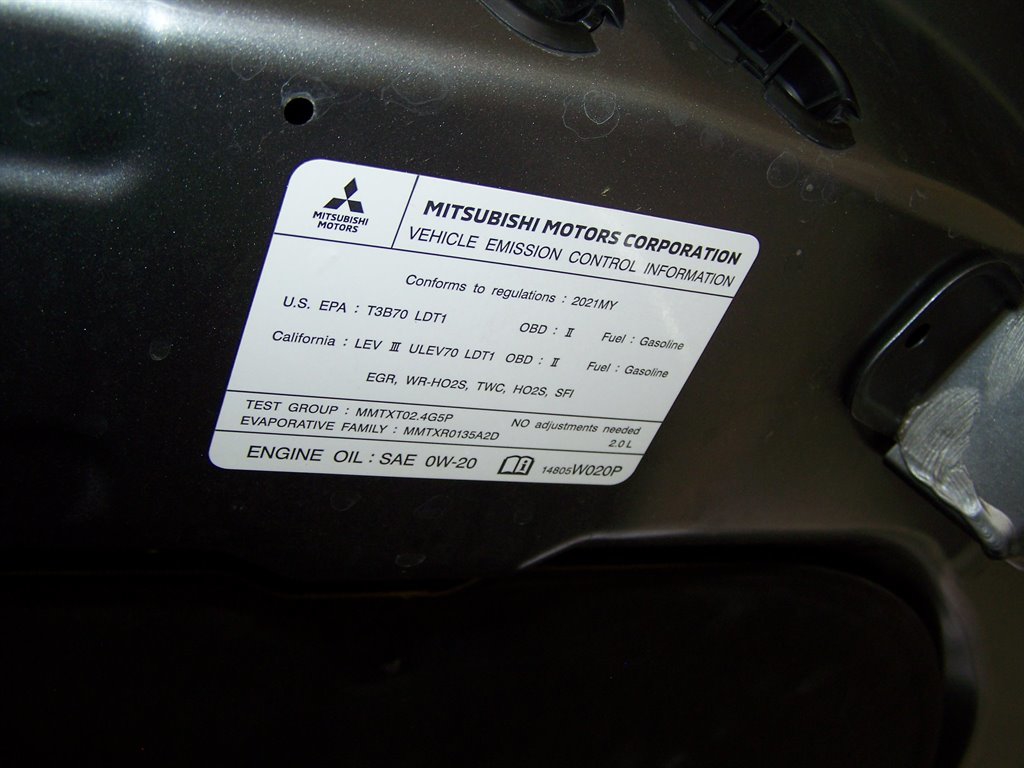 MITSUBISHI
MOTORS
MITSUBISHI MOTORS CORPORATION
VEHICLE EMISSION CONTROL INFORMATION
Conforms to regulations : 2021MY
U.S. EPA : T3B70 LDT1 OBD : II Fuel : Gasoline
California : LEV III ULEV70 LDT1 OBD : II Fuel : Gasoline
EGR, WR-HO2S, TWC, HO2S, SFI
TEST GROUP : MMTXT02.4G5P NO adjustments needed
EVAPORATIVE FAMILY : MMTXR0135A2D 2.0 L
ENGINE OIL : SAE 0W-20 14805W020P